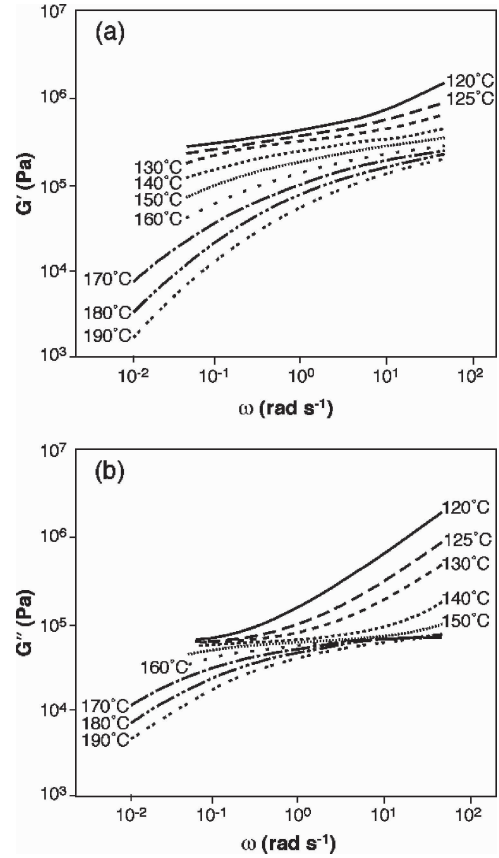 (a)
10⁷
10⁶
10⁵
10⁴
10³
G′ (Pa)
120°C
125°C
130°C
140°C
150°C
160°C
170°C
180°C
190°C
10⁻² 10⁻¹ 10⁰ 10¹ 10²
ω (rad s⁻¹)
(b)
10⁷
10⁶
10⁵
10⁴
10³
G″ (Pa)
120°C
125°C
130°C
140°C
150°C
160°C
170°C
180°C
190°C
10⁻² 10⁻¹ 10⁰ 10¹ 10²
ω (rad s⁻¹)